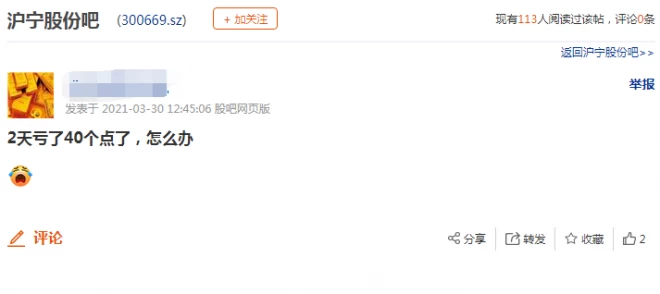 沪宁股份吧 (300669.sz) + 加关注 现有113人阅读过该帖，评论0条
返回沪宁股份吧>>
举报
发表于 2021-03-30 12:45:06 股吧网页版
2天亏了40个点了，怎么办
评论 分享 转发 收藏 2